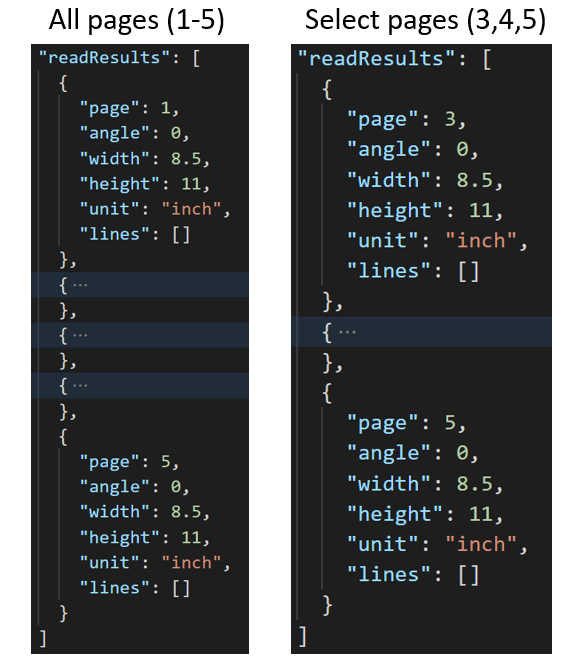 All pages (1-5)
"readResults": [
{
"page": 1,
"angle": 0,
"width": 8.5,
"height": 11,
"unit": "inch",
"lines": []
},
{ ···
},
{ ···
},
{ ···
},
{
"page": 5,
"angle": 0,
"width": 8.5,
"height": 11,
"unit": "inch",
"lines": []
}
]
Select pages (3,4,5)
"readResults": [
{
"page": 3,
"angle": 0,
"width": 8.5,
"height": 11,
"unit": "inch",
"lines": []
},
{ ···
},
{
"page": 5,
"angle": 0,
"width": 8.5,
"height": 11,
"unit": "inch",
"lines": []
}
]